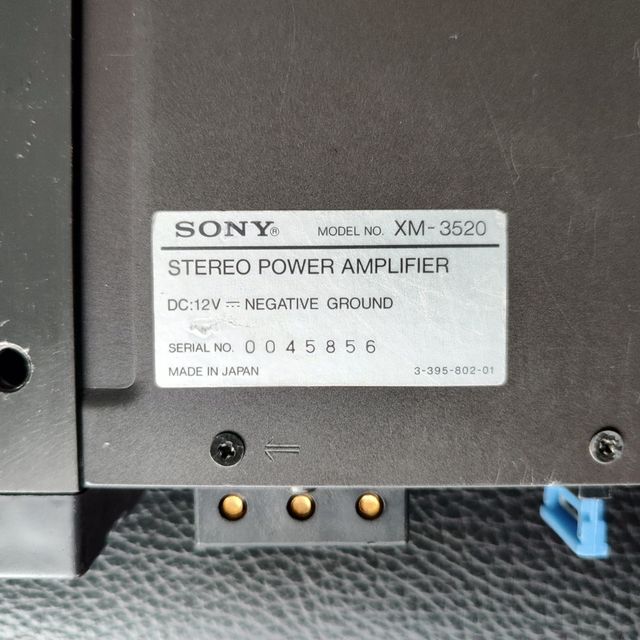 SONY® MODEL NO. XM-3520
STEREO POWER AMPLIFIER
DC:12V ⎓ NEGATIVE GROUND
SERIAL NO. 0045856
MADE IN JAPAN 3-395-802-01